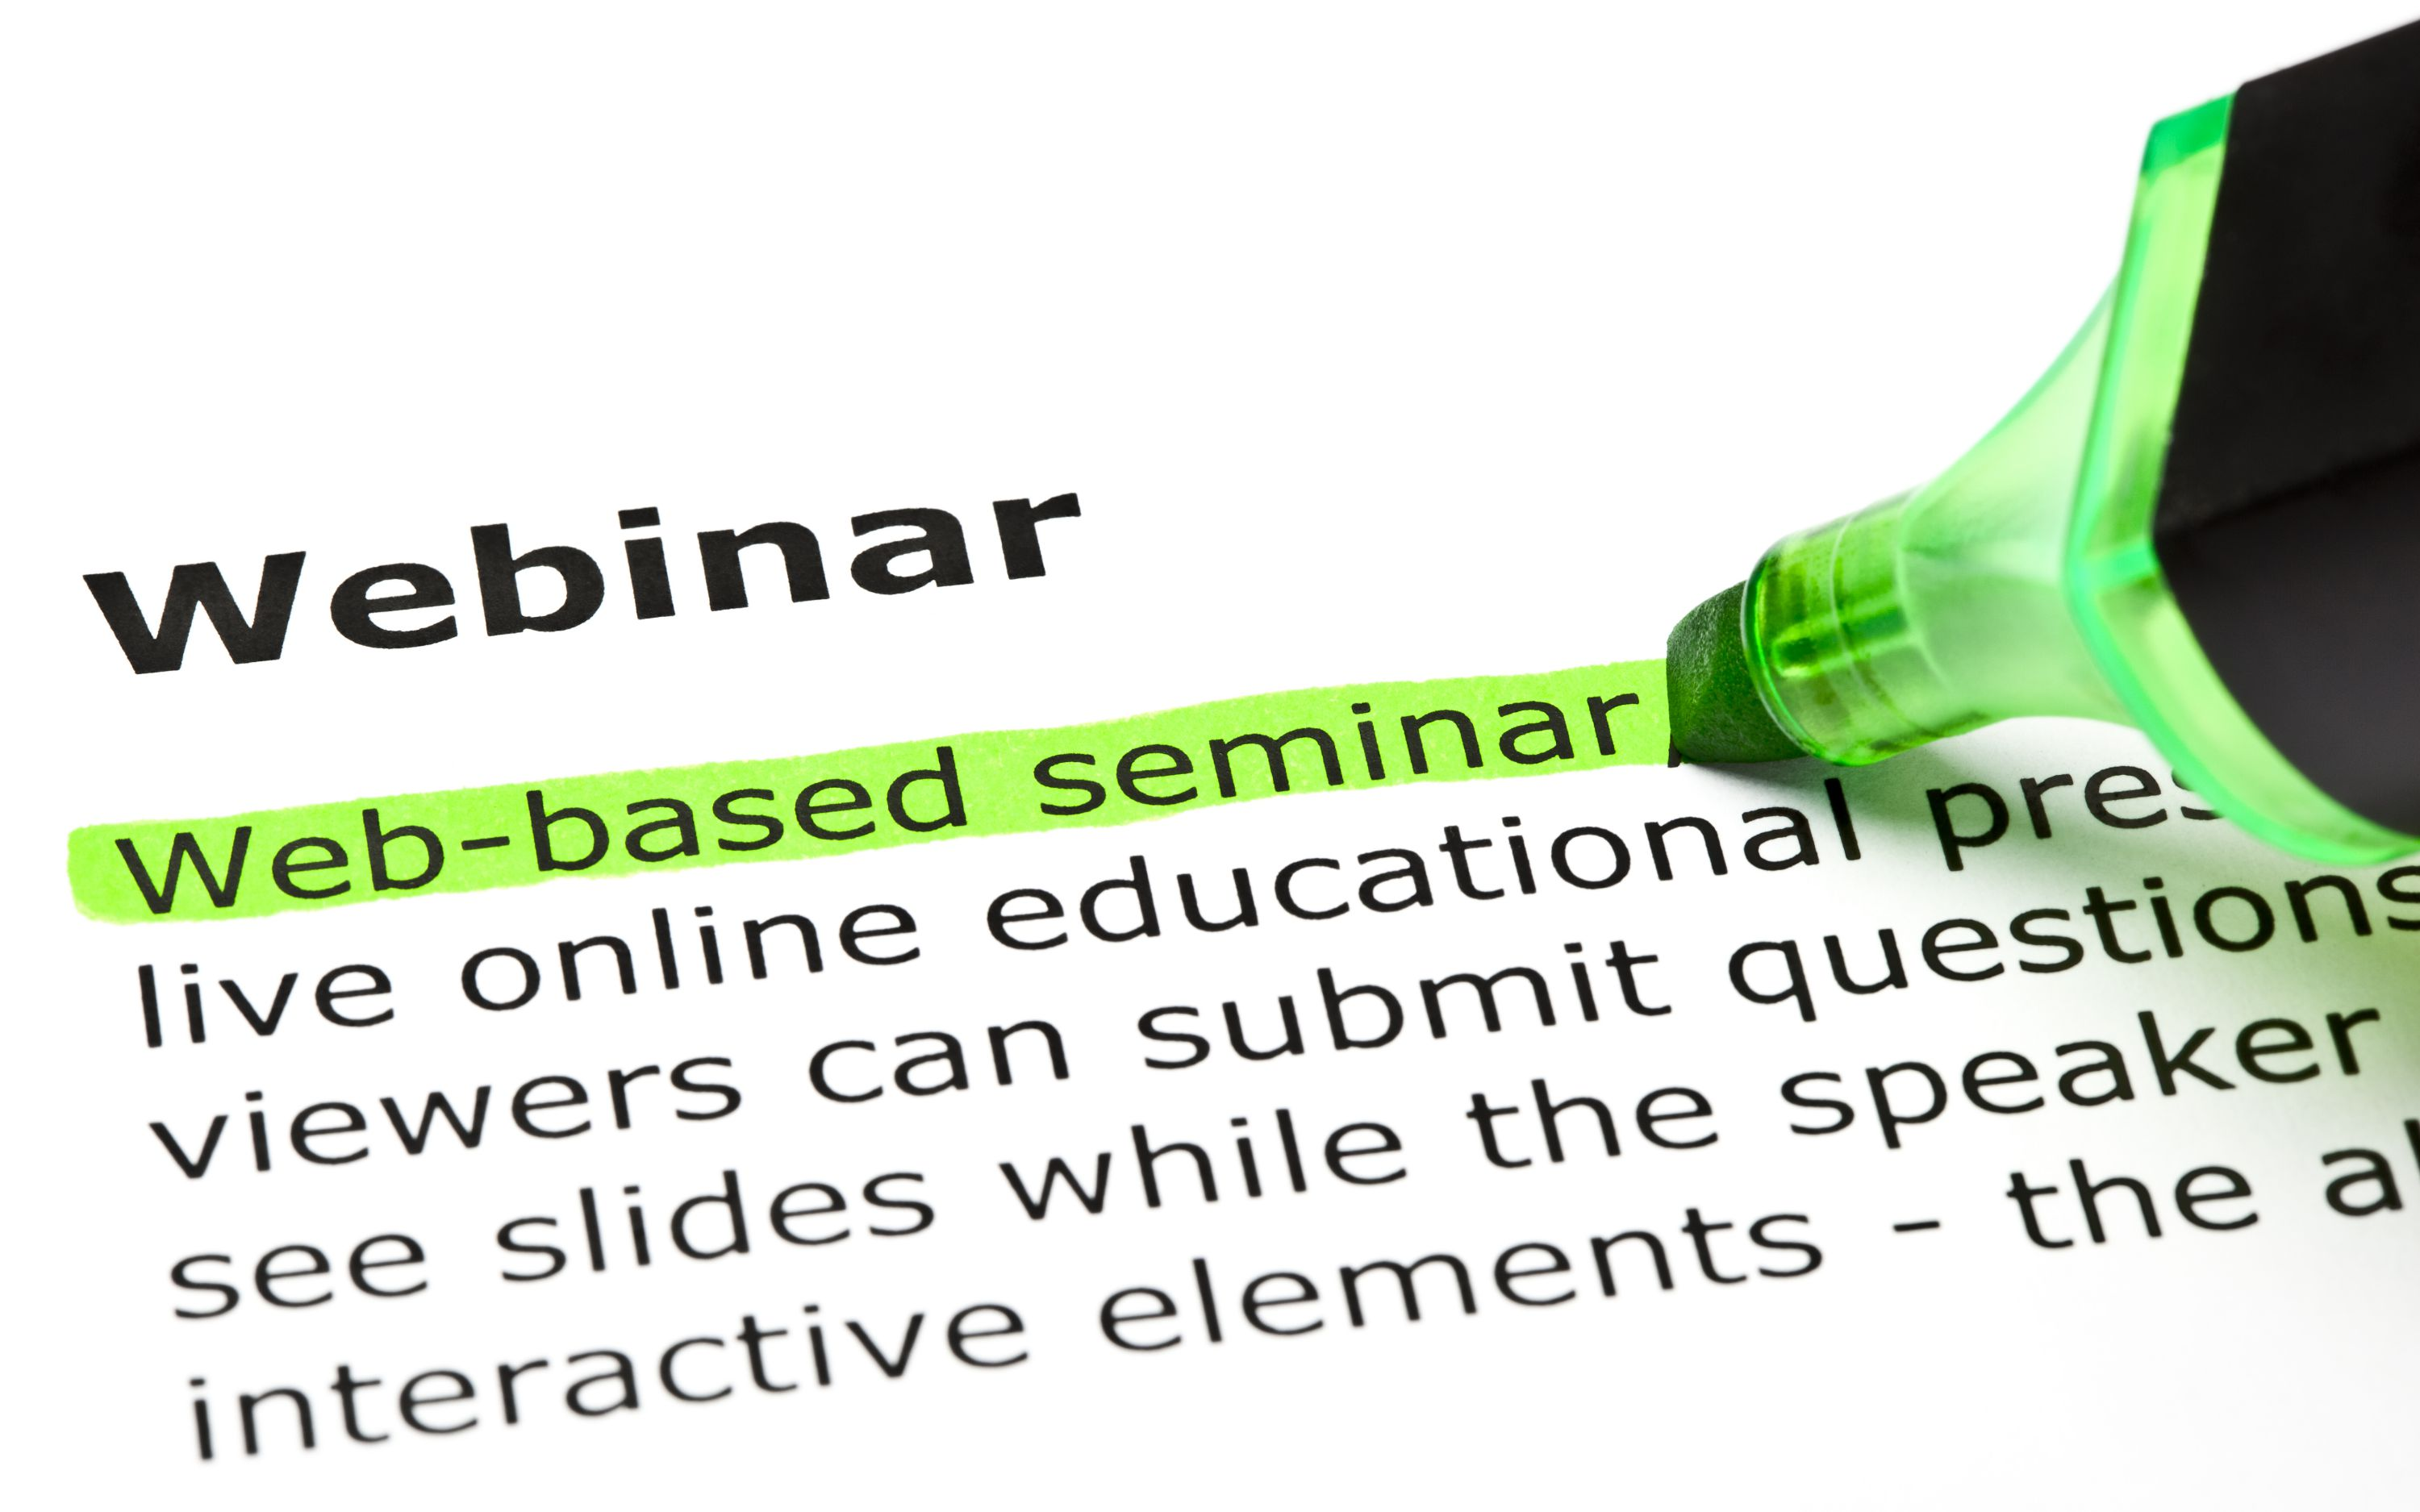 Webinar
Web-based seminar,
live online educational
viewers can submit questions
see slides while the speaker
interactive elements - the